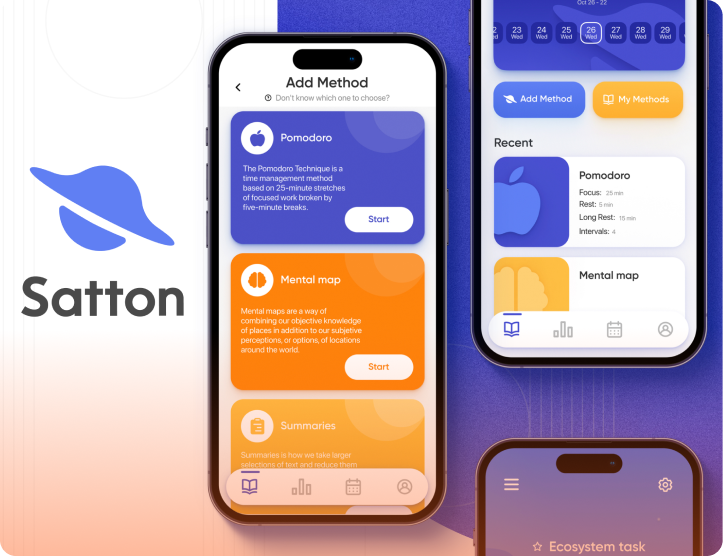 Satton
Add Method
Don't know which one to choose?
Pomodoro
The Pomodoro Technique is a
time management method
based on 25-minute stretches
of focused work broken by
five-minute breaks.
Start
Mental map
Mental maps are a way of
combining our objective knowledge
of places in addition to our subjetive
perceptions, or options, of locations
around the world.
Start
Summaries
Summaries is how we take larger
selections of text and reduce them
Oct 26 - 22
23 24 25 26 27 28 29
Wed Wed Wed Wed Wed Wed Wed
Add Method
My Methods
Recent
Pomodoro
Focus: 25 min
Rest: 5 min
Long Rest: 15 min
Intervals: 4
Mental map
Ecosystem task